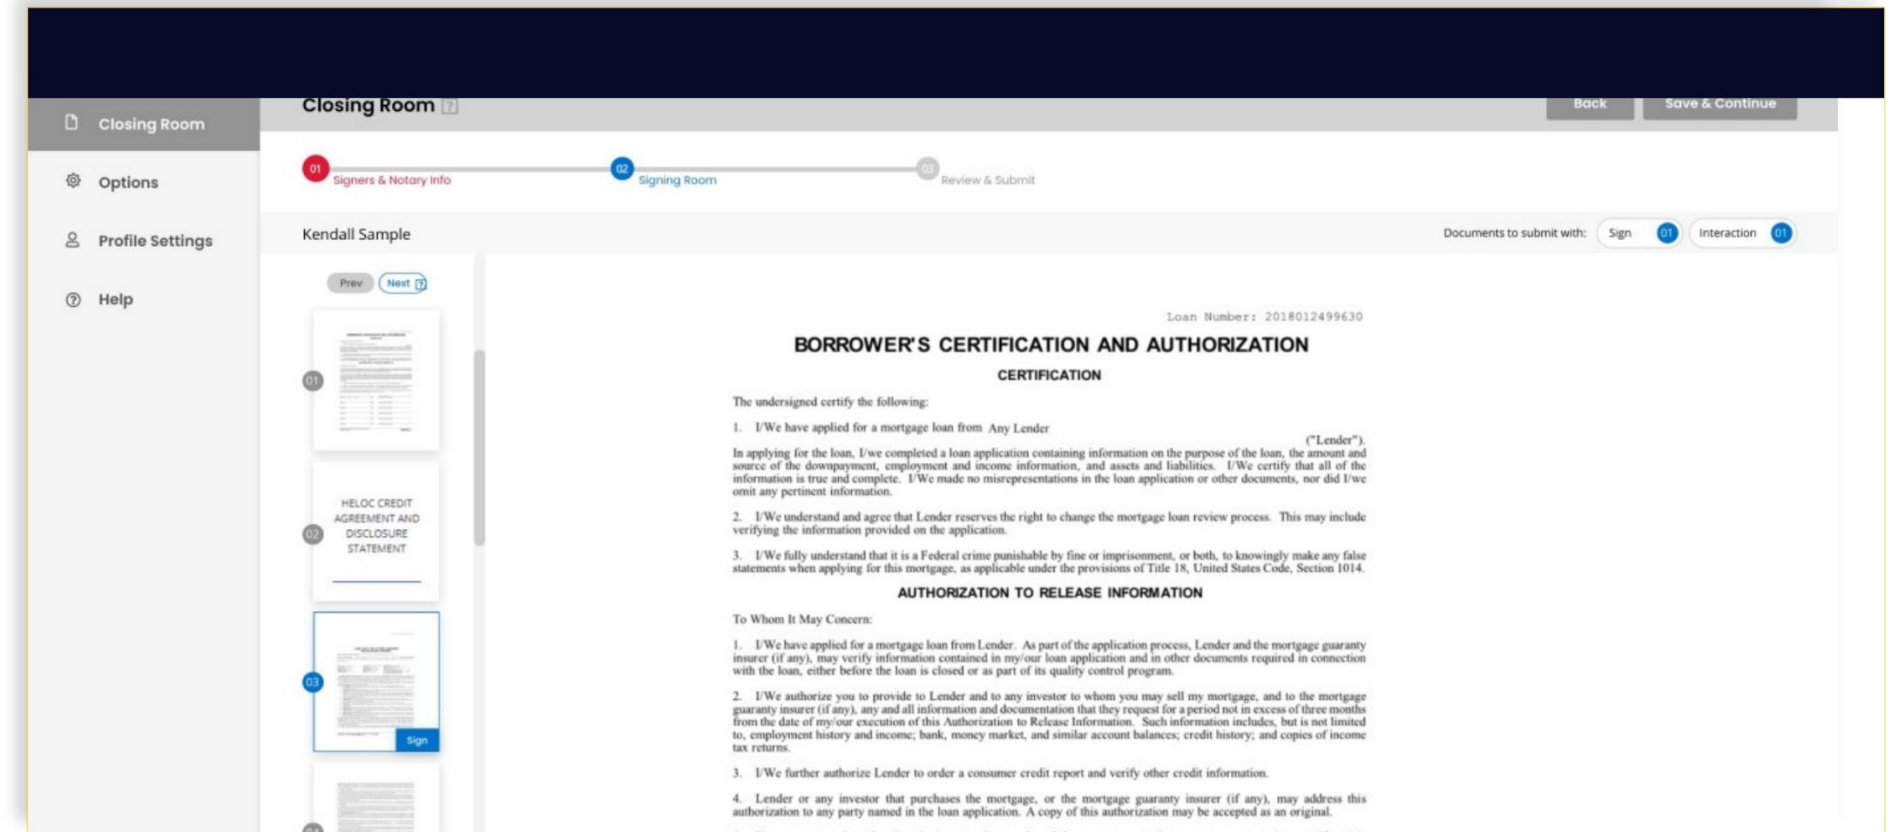 Closing Room
Options
Profile Settings
Help
Closing Room ?
Back
Save & Continue
01 Signers & Notary Info
02 Signing Room
03 Review & Submit
Kendall Sample
Documents to submit with: Sign 01 Interaction 01
Prev Next ?
01
02
HELOC CREDIT
AGREEMENT AND
DISCLOSURE
STATEMENT
03
Sign
Loan Number: 2018012499630
BORROWER'S CERTIFICATION AND AUTHORIZATION
CERTIFICATION
The undersigned certify the following:
1. I/We have applied for a mortgage loan from Any Lender
("Lender").
In applying for the loan, I/we completed a loan application containing information on the purpose of the loan, the amount and
source of the downpayment, employment and income information, and assets and liabilities. I/We certify that all of the
information is true and complete. I/We made no misrepresentations in the loan application or other documents, nor did I/we
omit any pertinent information.
2. I/We understand and agree that Lender reserves the right to change the mortgage loan review process. This may include
verifying the information provided on the application.
3. I/We fully understand that it is a Federal crime punishable by fine or imprisonment, or both, to knowingly make any false
statements when applying for this mortgage, as applicable under the provisions of Title 18, United States Code, Section 1014.
AUTHORIZATION TO RELEASE INFORMATION
To Whom It May Concern:
1. I/We have applied for a mortgage loan from Lender. As part of the application process, Lender and the mortgage guaranty
insurer (if any), may verify information contained in my/our loan application and in other documents required in connection
with the loan, either before the loan is closed or as part of its quality control program.
2. I/We authorize you to provide to Lender and to any investor to whom you may sell my mortgage, and to the mortgage
guaranty insurer (if any), any and all information and documentation that they request for a period not in excess of three months
from the date of my/our execution of this Authorization to Release Information. Such information includes, but is not limited
to, employment history and income; bank, money market, and similar account balances; credit history; and copies of income
tax returns.
3. I/We further authorize Lender to order a consumer credit report and verify other credit information.
4. Lender or any investor that purchases the mortgage, or the mortgage guaranty insurer (if any), may address this
authorization to any party named in the loan application. A copy of this authorization may be accepted as an original.